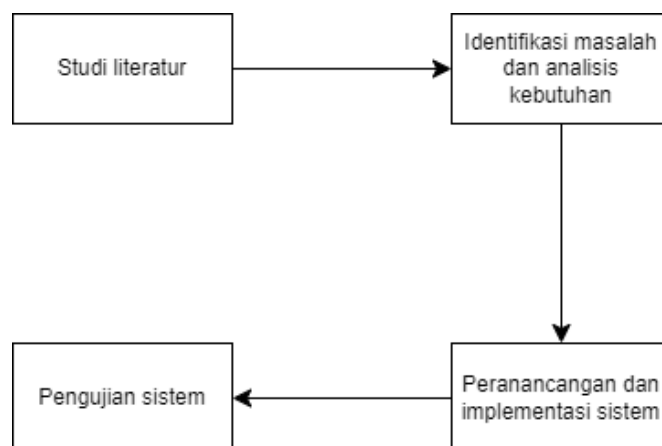 Studi literatur
Identifikasi masalah
dan analisis
kebutuhan
Pengujian sistem
Peranancangan dan
implementasi sistem